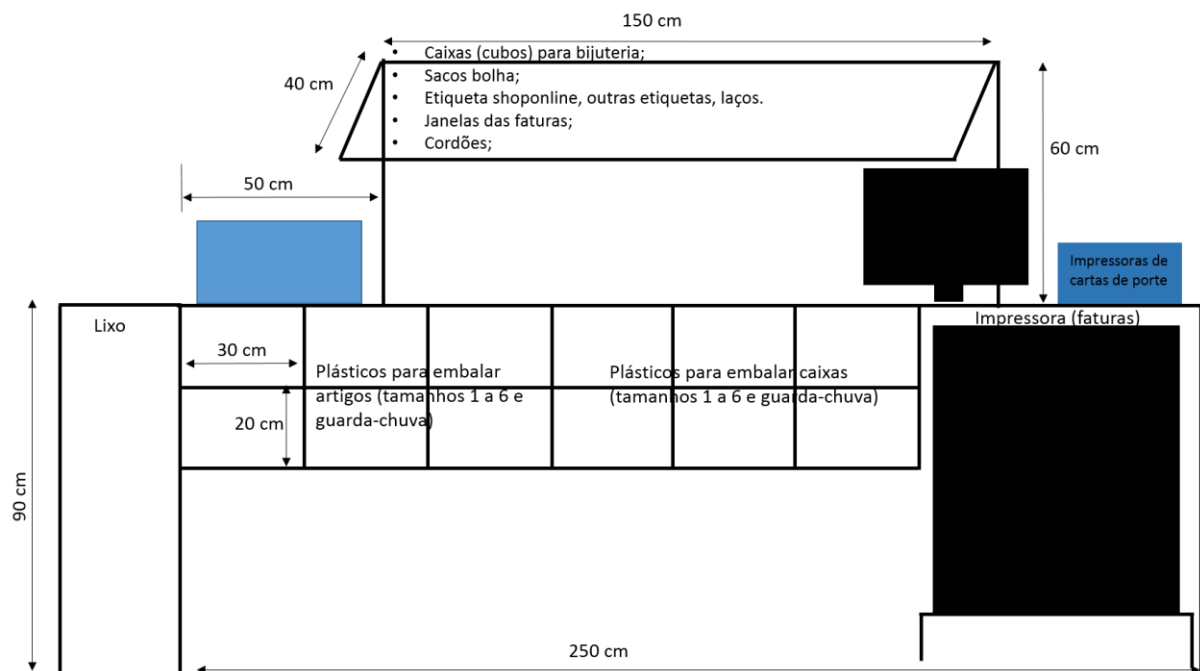 150 cm
• Caixas (cubos) para bijuteria;
• Sacos bolha;
• Etiqueta shoponline, outras etiquetas, laços.
• Janelas das faturas;
• Cordões;
40 cm
60 cm
50 cm
Impressoras de
cartas de porte
Lixo
Impressora (faturas)
30 cm
Plásticos para embalar
artigos (tamanhos 1 a 6 e
guarda-chuva)
Plásticos para embalar caixas
(tamanhos 1 a 6 e guarda-chuva)
20 cm
90 cm
250 cm